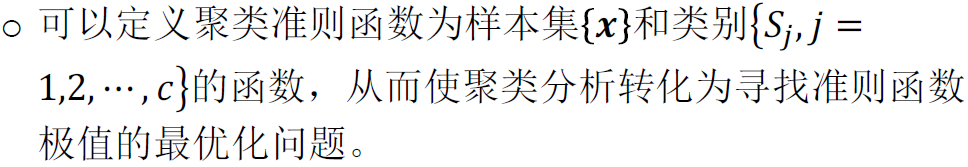 ○ 可以定义聚类准则函数为样本集{x}和类别{Sj, j =
1,2, ⋯ , c}的函数，从而使聚类分析转化为寻找准则函数
极值的最优化问题。